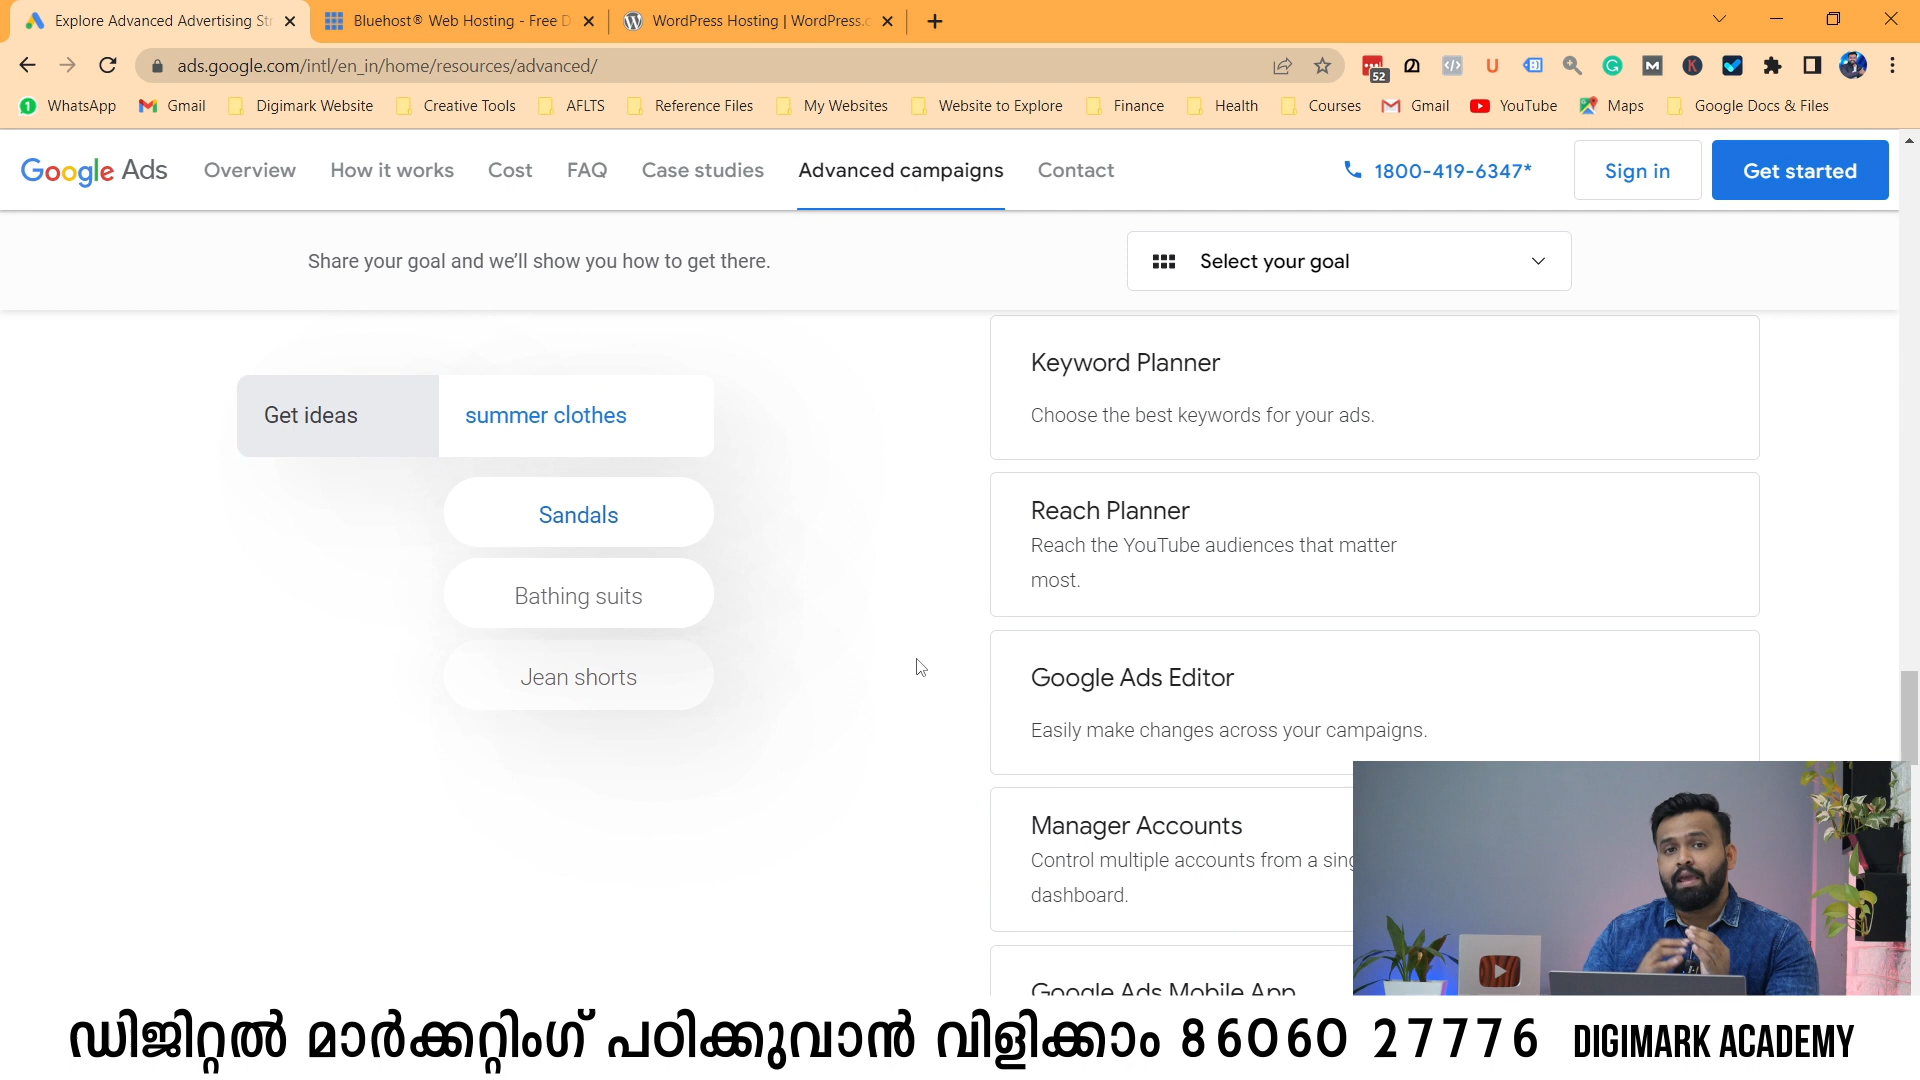 Explore Advanced Advertising Str
Bluehost® Web Hosting - Free D
WordPress Hosting | WordPress.c
ads.google.com/intl/en_in/home/resources/advanced/
52
WhatsApp
Gmail
Digimark Website
Creative Tools
AFLTS
Reference Files
My Websites
Website to Explore
Finance
Health
Courses
Gmail
YouTube
Maps
Google Docs & Files
Google Ads
Overview
How it works
Cost
FAQ
Case studies
Advanced campaigns
Contact
1800-419-6347*
Sign in
Get started
Share your goal and we’ll show you how to get there.
Select your goal
Get ideas
summer clothes
Sandals
Bathing suits
Jean shorts
Keyword Planner
Choose the best keywords for your ads.
Reach Planner
Reach the YouTube audiences that matter
most.
Google Ads Editor
Easily make changes across your campaigns.
Manager Accounts
Control multiple accounts from a sing
dashboard.
Google Ads Mobile App
ഡിജിറ്റൽ മാർക്കറ്റിംഗ് പഠിക്കുവാൻ വിളിക്കാം 86060 27776 DIGIMARK ACADEMY